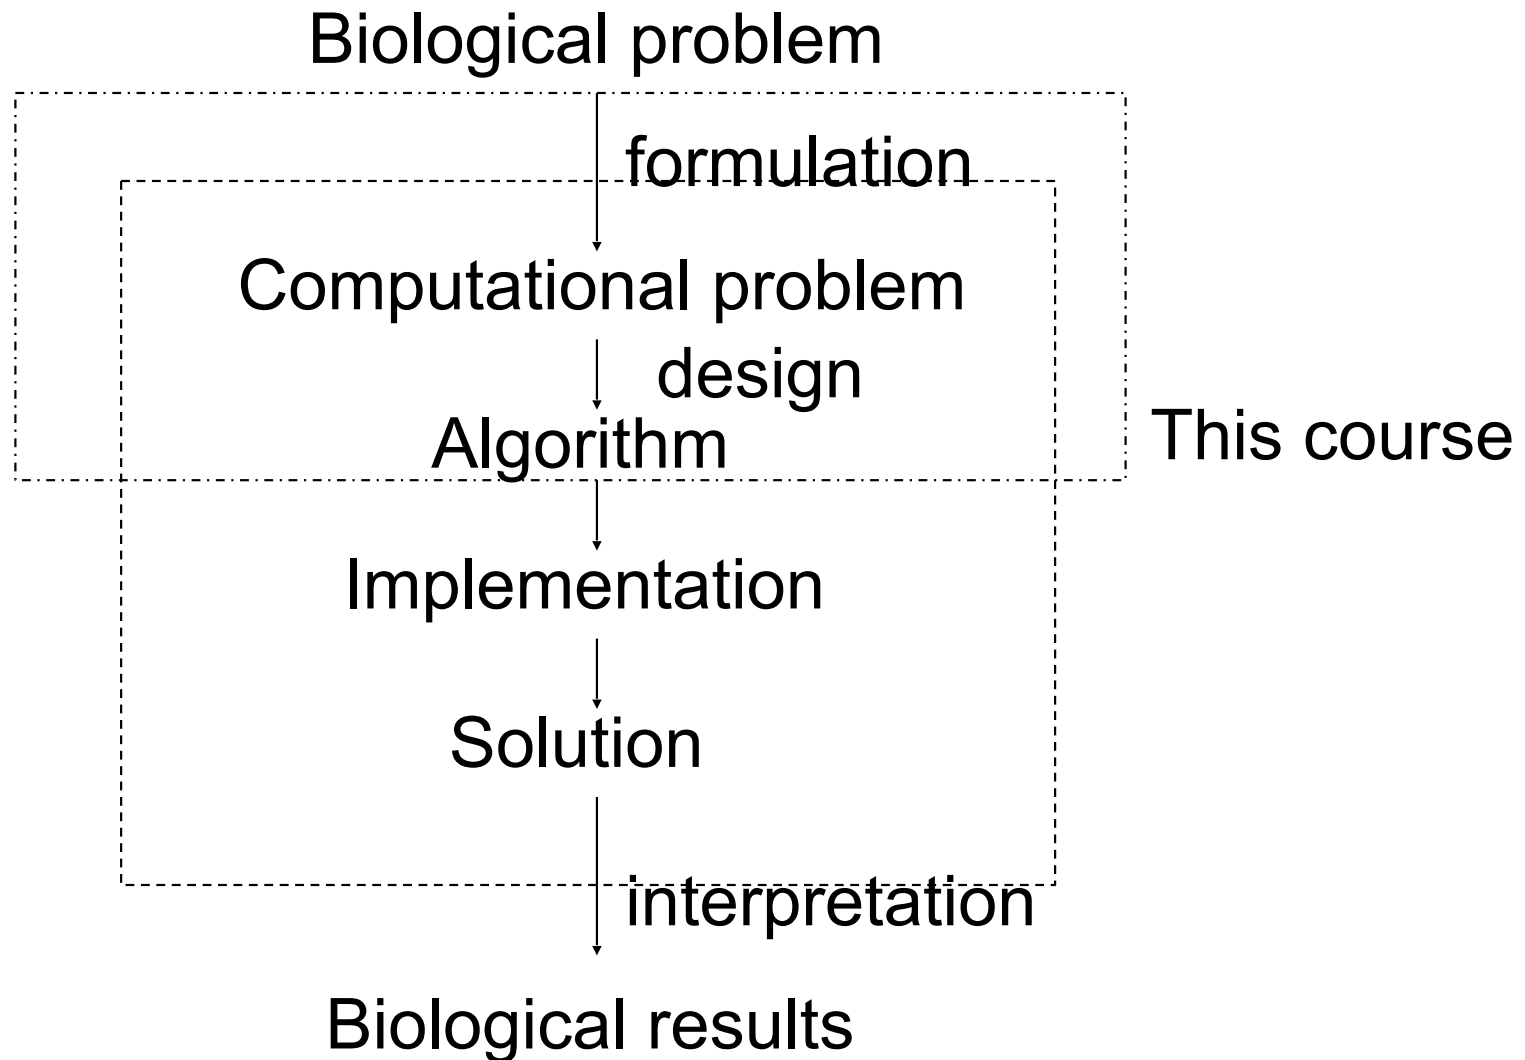 Biological problem
formulation
Computational problem
design
Algorithm
This course
Implementation
Solution
interpretation
Biological results